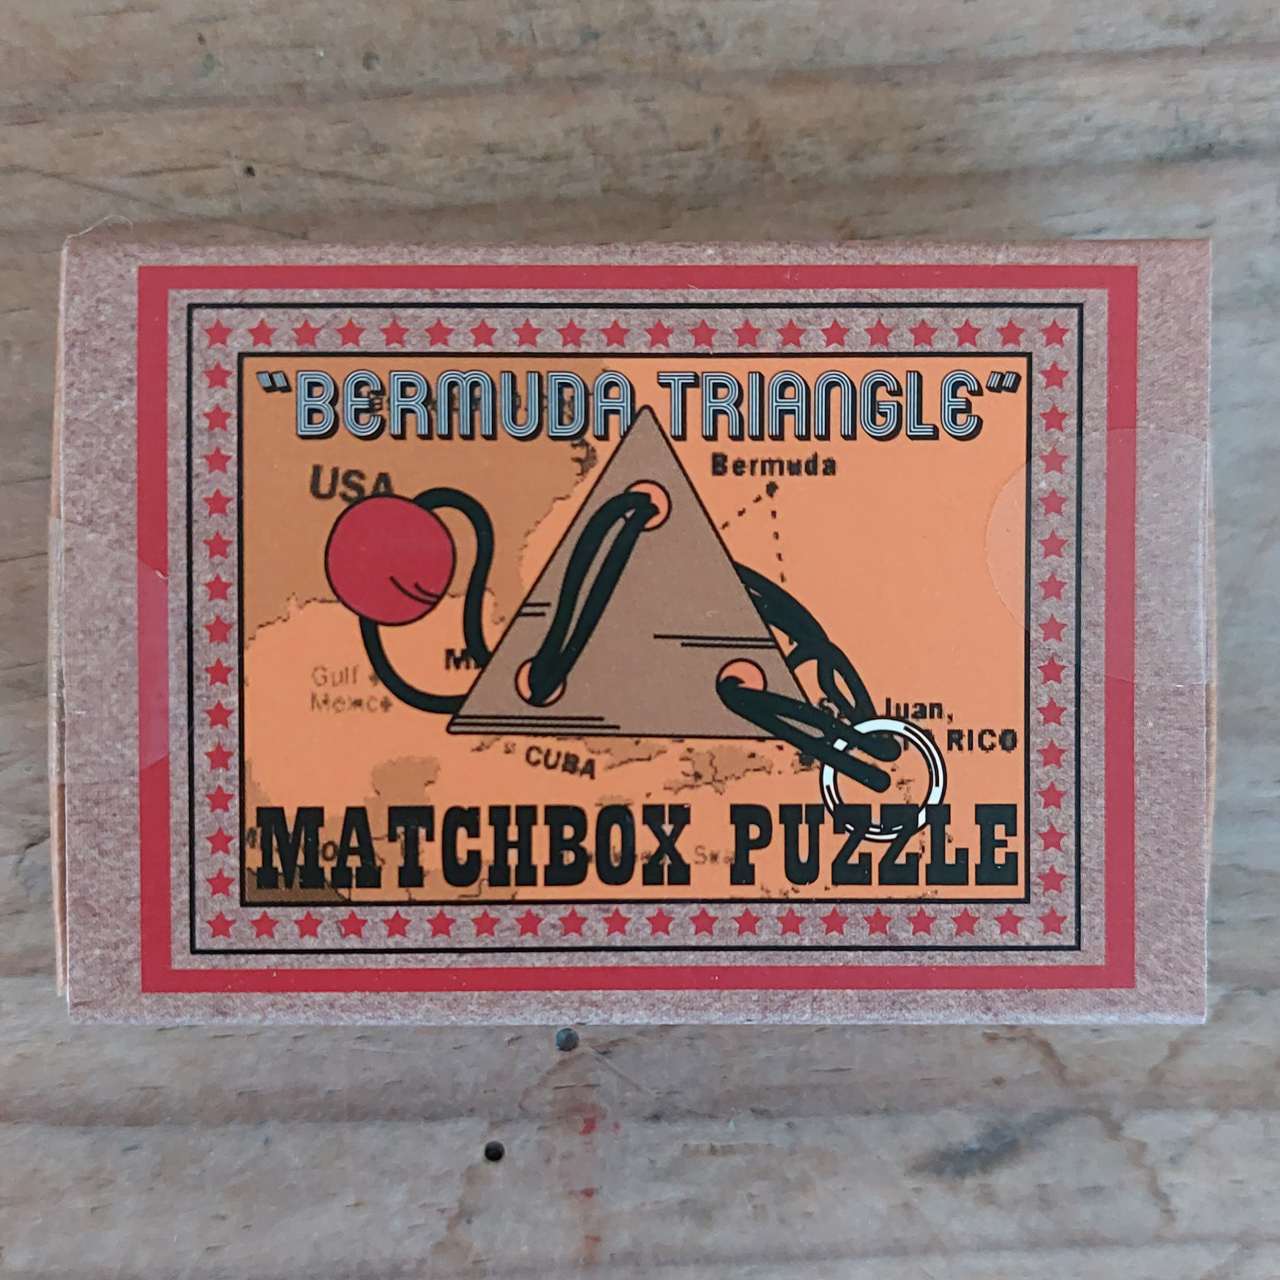 "BERMUDA TRIANGLE"
Bermuda
USA
Gulf
Mexico
Juan,
RICO
CUBA
MATCHBOX PUZZLE